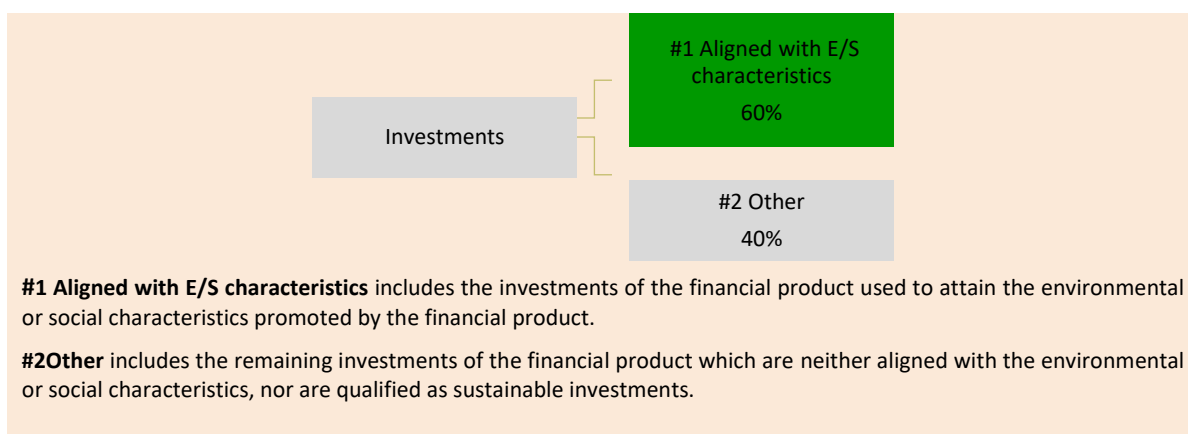 #1 Aligned with E/S
characteristics
60%
Investments
#2 Other
40%
#1 Aligned with E/S characteristics includes the investments of the financial product used to attain the environmental
or social characteristics promoted by the financial product.
#2Other includes the remaining investments of the financial product which are neither aligned with the environmental
or social characteristics, nor are qualified as sustainable investments.